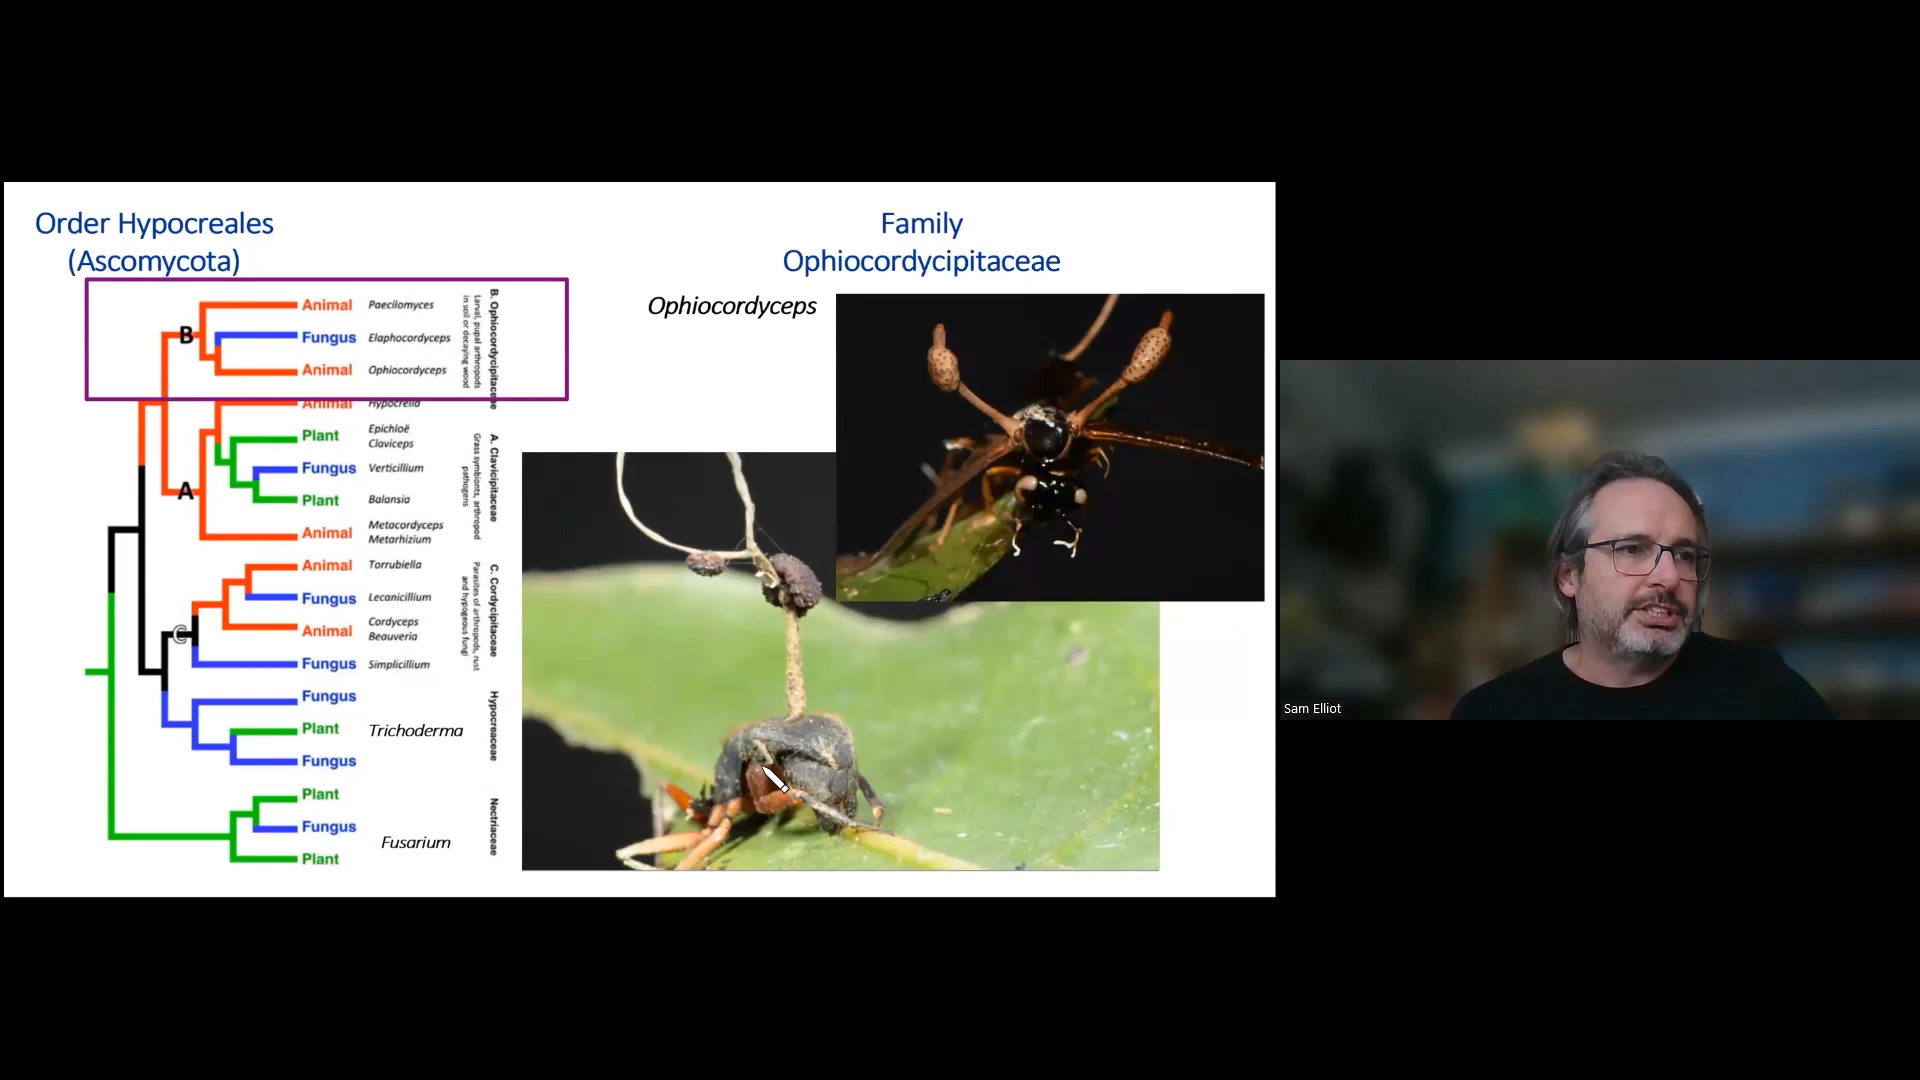 Order Hypocreales
(Ascomycota)
Family
Ophiocordycipitaceae
Ophiocordyceps
B
A
C
Animal Paecilomyces
Fungus Elaphocordyceps
Animal Ophiocordyceps
Animal Hypocrella
Plant Epichloë
Claviceps
Fungus Verticillium
Plant Balansia
Animal Metacordyceps
Metarhizium
Animal Torrubiella
Fungus Lecanicillium
Animal Cordyceps
Beauveria
Fungus Simplicillium
Fungus
Plant Trichoderma
Fungus
Plant
Fungus Fusarium
Plant
B. Ophiocordycipitaceae
Larval, pupal arthropods
in soil or decaying wood
A. Clavicipitaceae
Grass symbionts, arthropod
pathogens
C. Cordycipitaceae
Parasites of arthropods, rust
and hypogeous fungi
Hypocreaceae
Nectriaceae
Sam Elliot